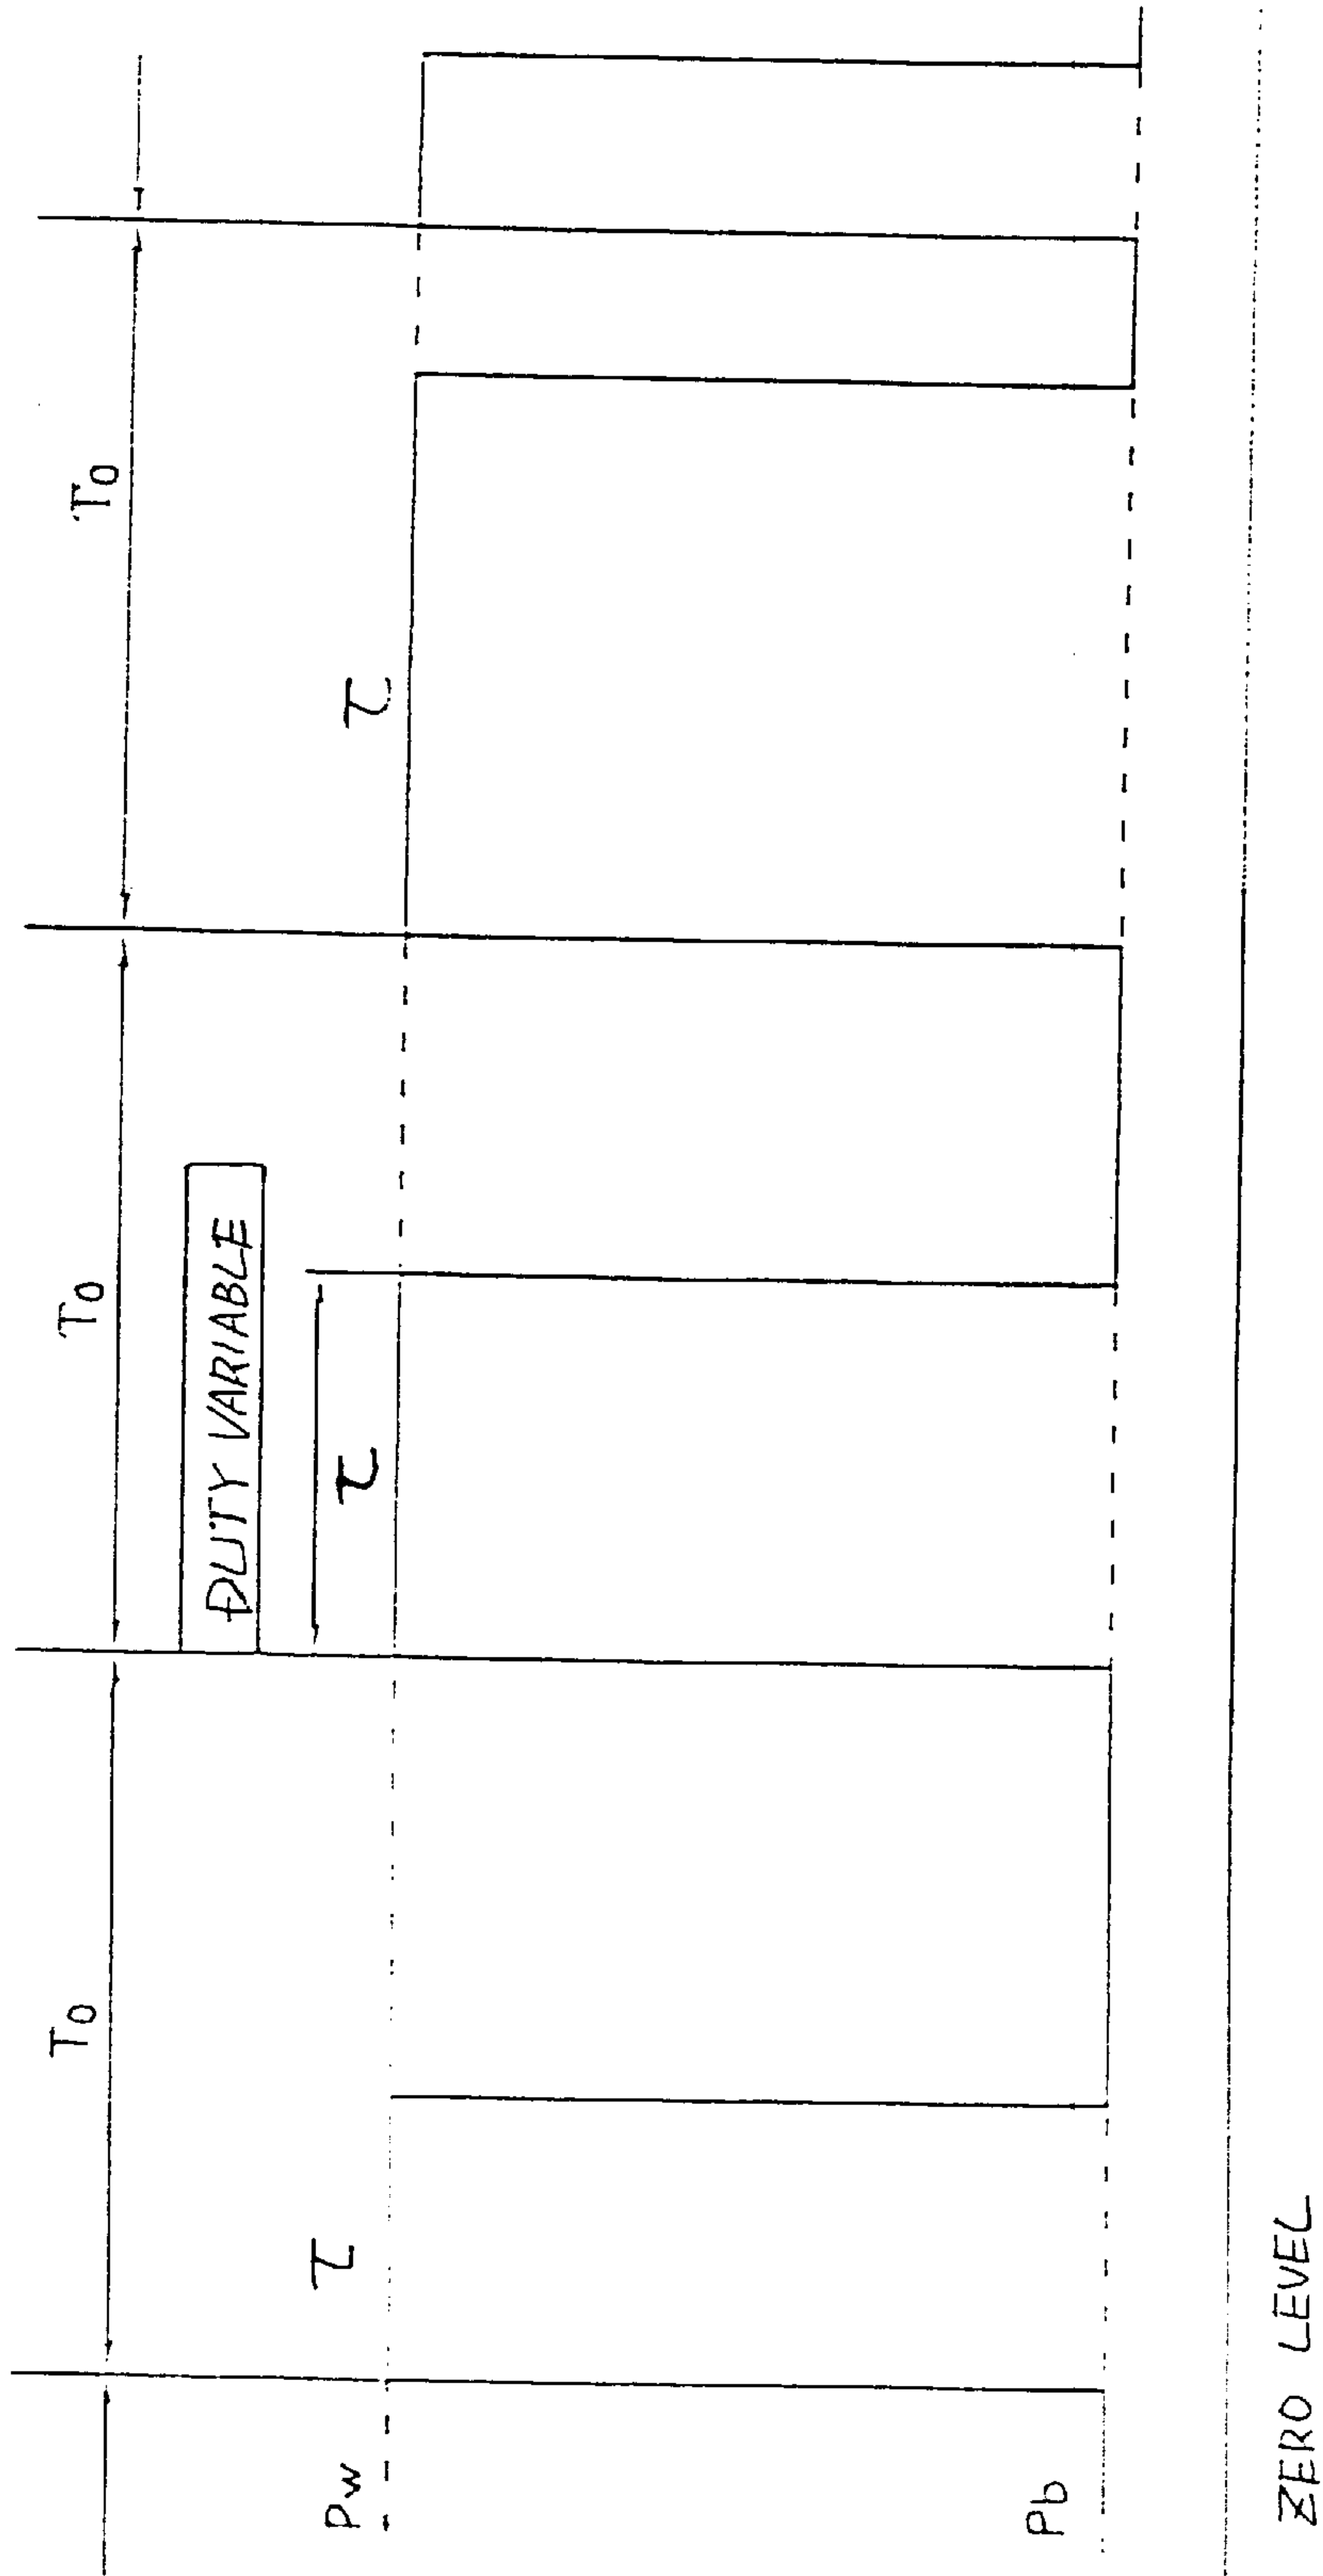 T₀ T₀ T₀
DUTY VARIABLE
τ τ τ
Pw
Pb
ZERO LEVEL